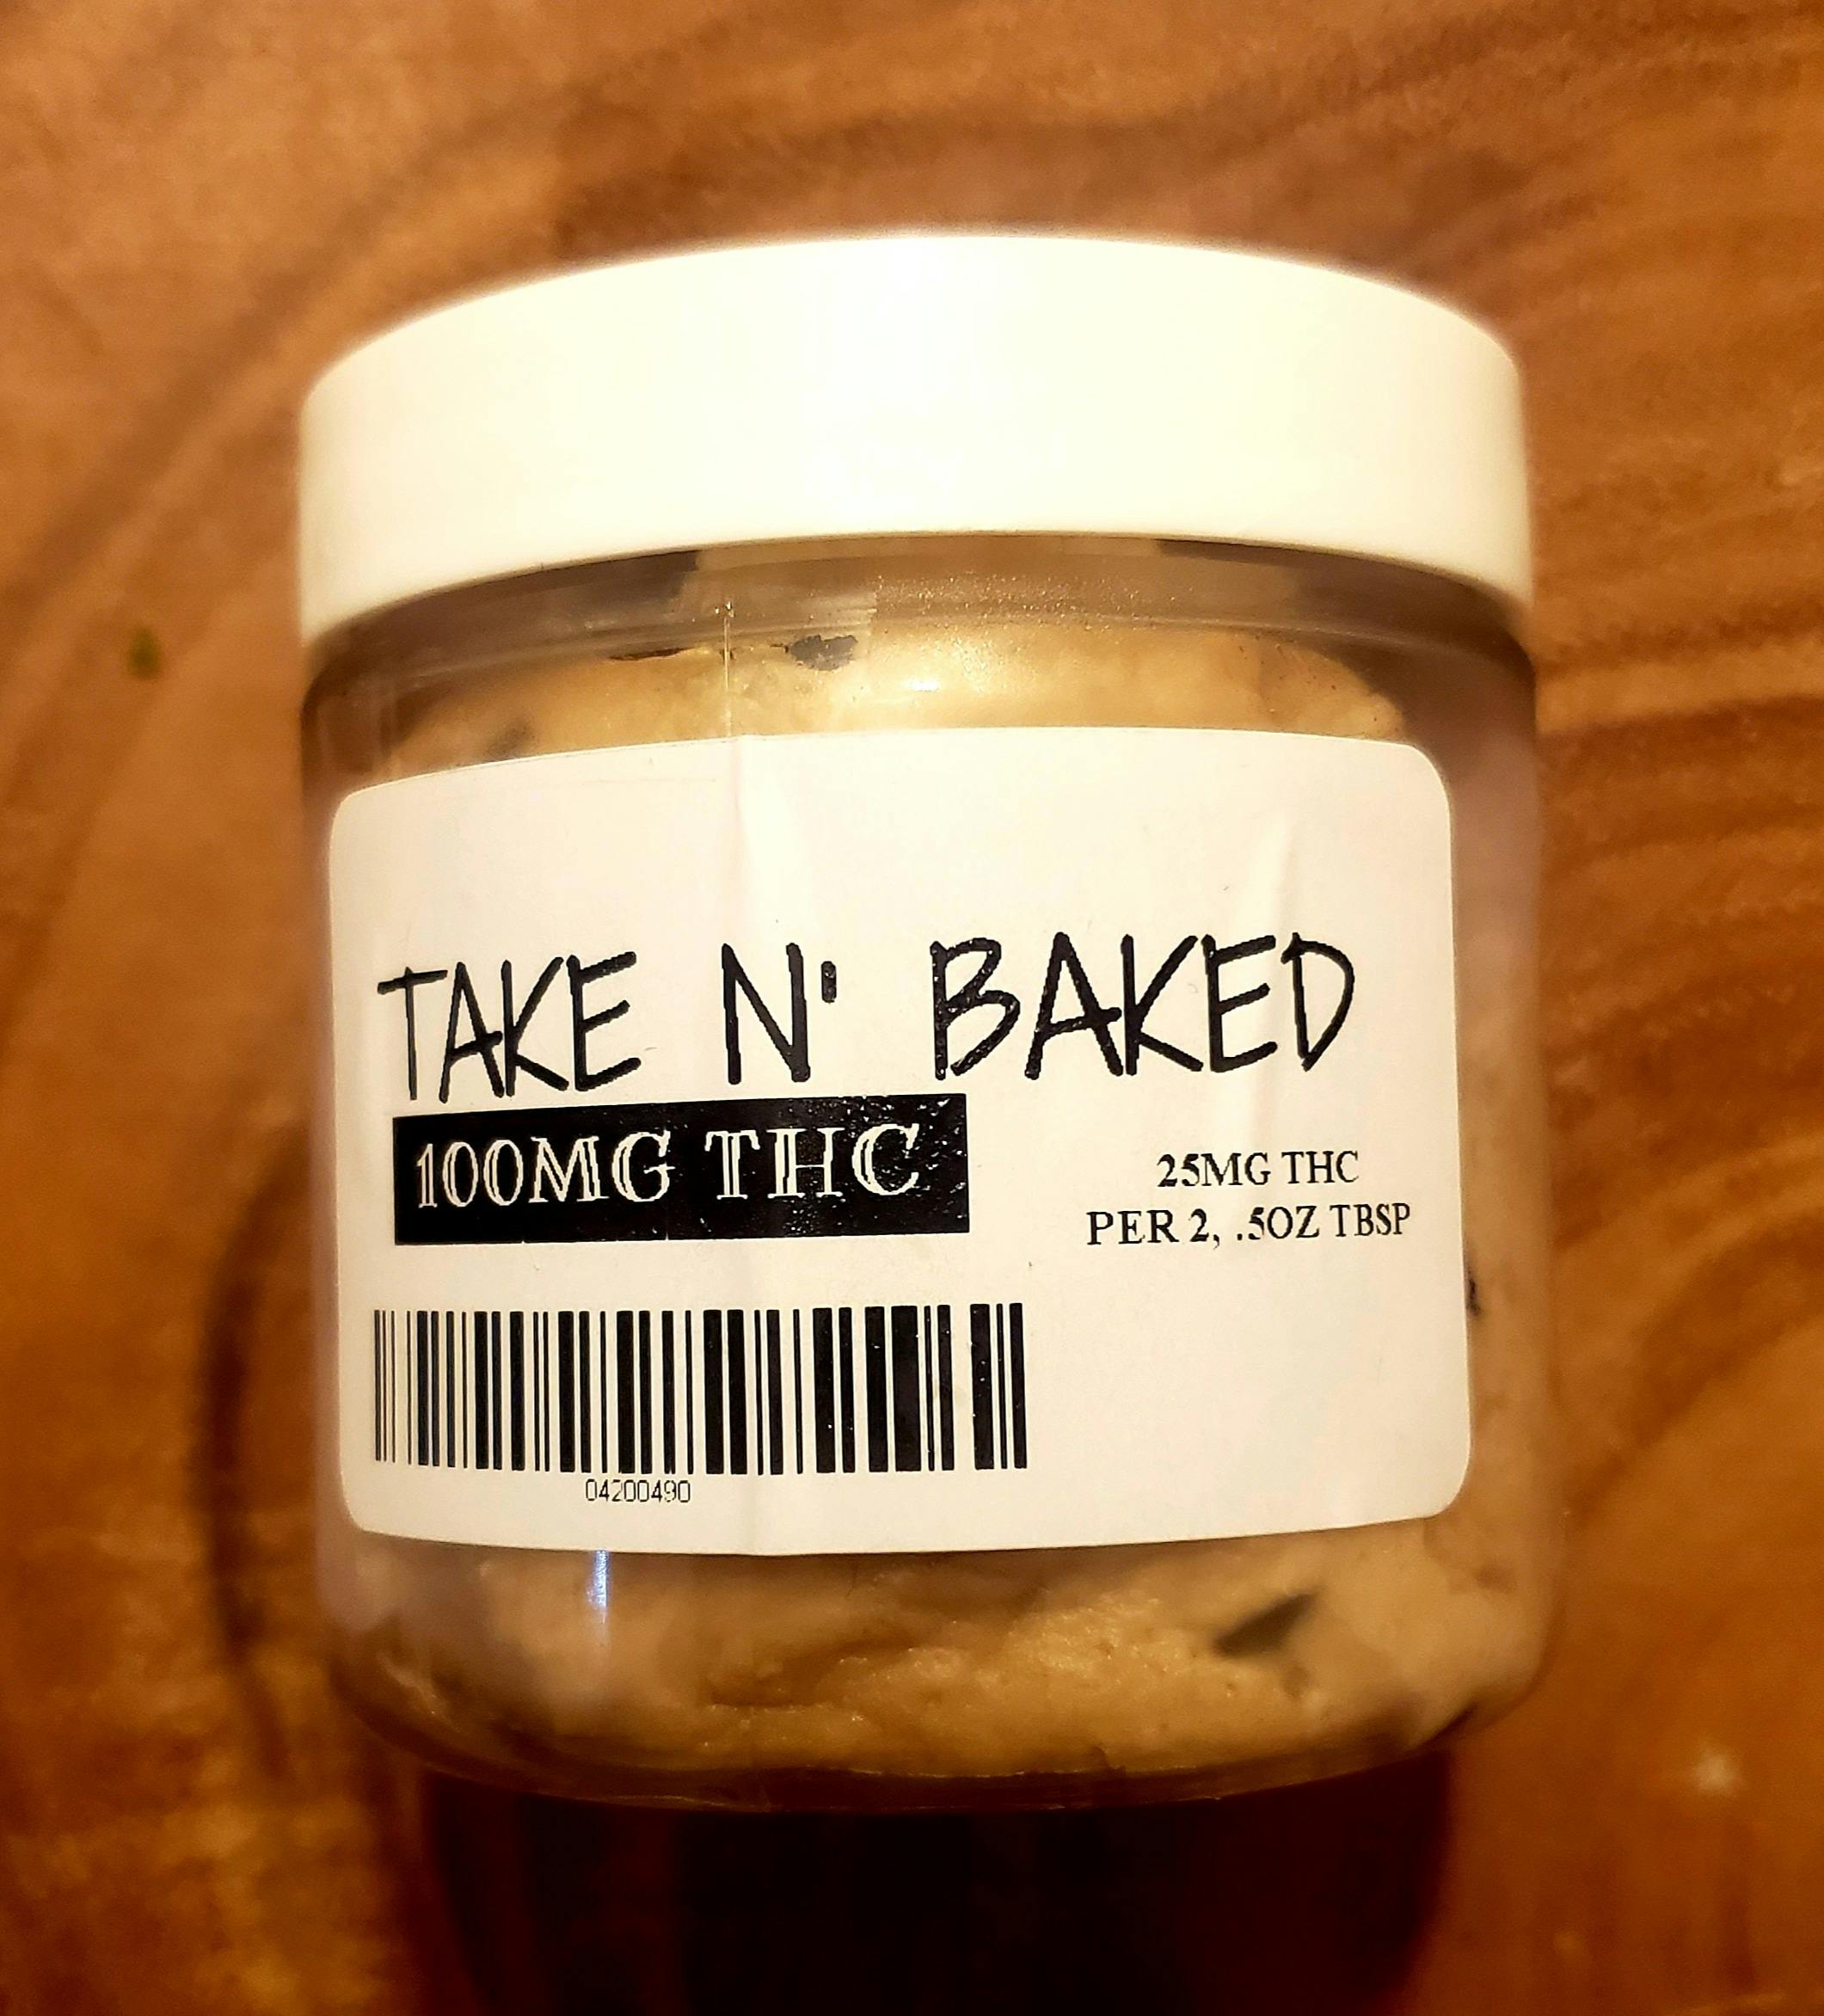 TAKE N' BAKED
100MG THC
25MG THC
PER 2, .5OZ TBSP
04200490